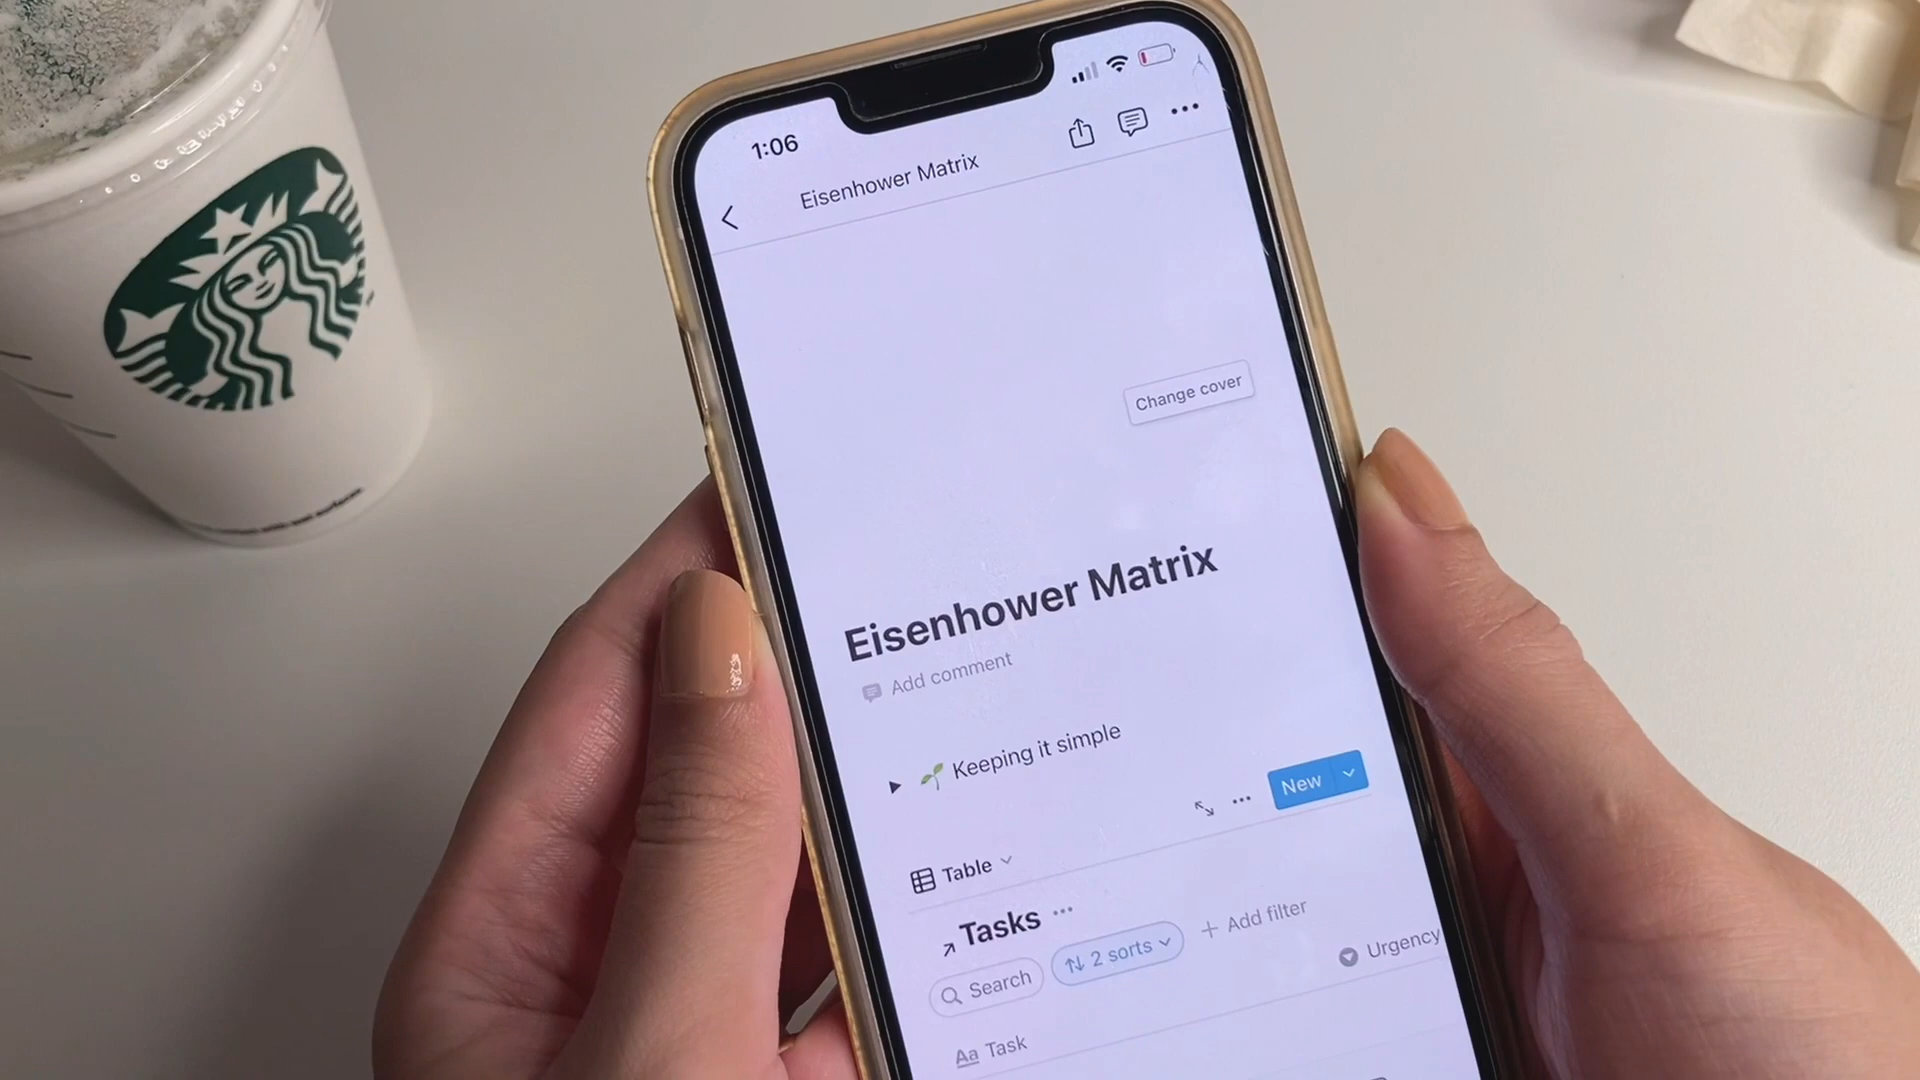 1:06
Eisenhower Matrix
Change cover
Eisenhower Matrix
Add comment
Keeping it simple
New
Table
Tasks
2 sorts
Add filter
Search
Urgency
Aa Task